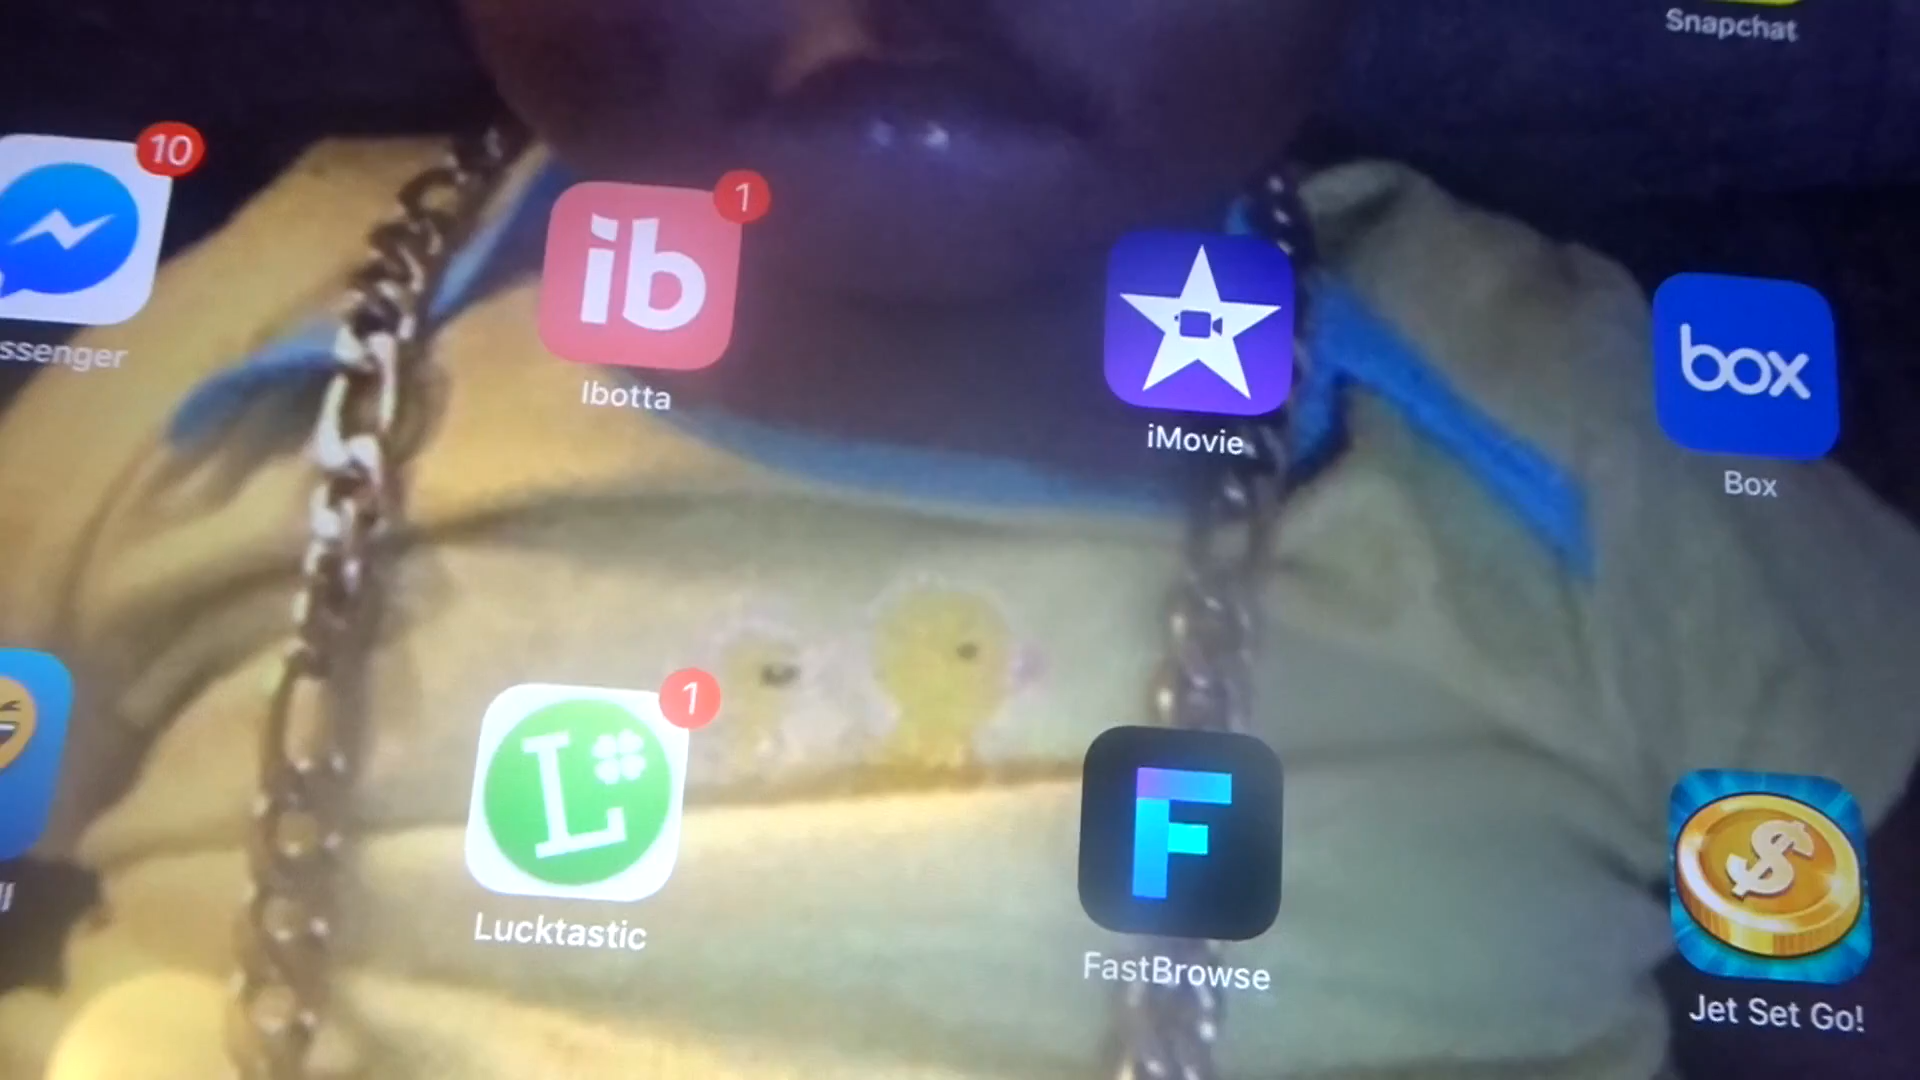 Snapchat
10
1
ib
box
ssenger
Ibotta
iMovie
Box
1
L
F
Lucktastic
FastBrowse
Jet Set Go!
$